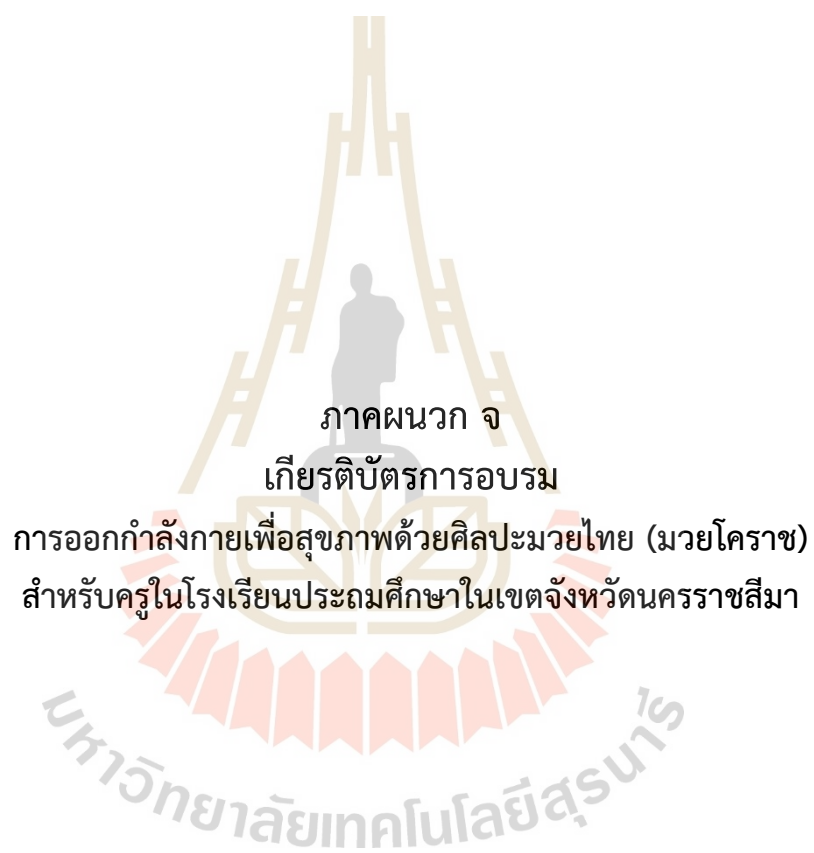 ภาคผนวก จ
เกียรติบัตรการอบรม
การออกกำลังกายเพื่อสุขภาพด้วยศิลปะมวยไทย (มวยโคราช)
สำหรับครูในโรงเรียนประถมศึกษาในเขตจังหวัดนครราชสีมา
มหาวิทยาลัยเทคโนโลยีสุรนารี